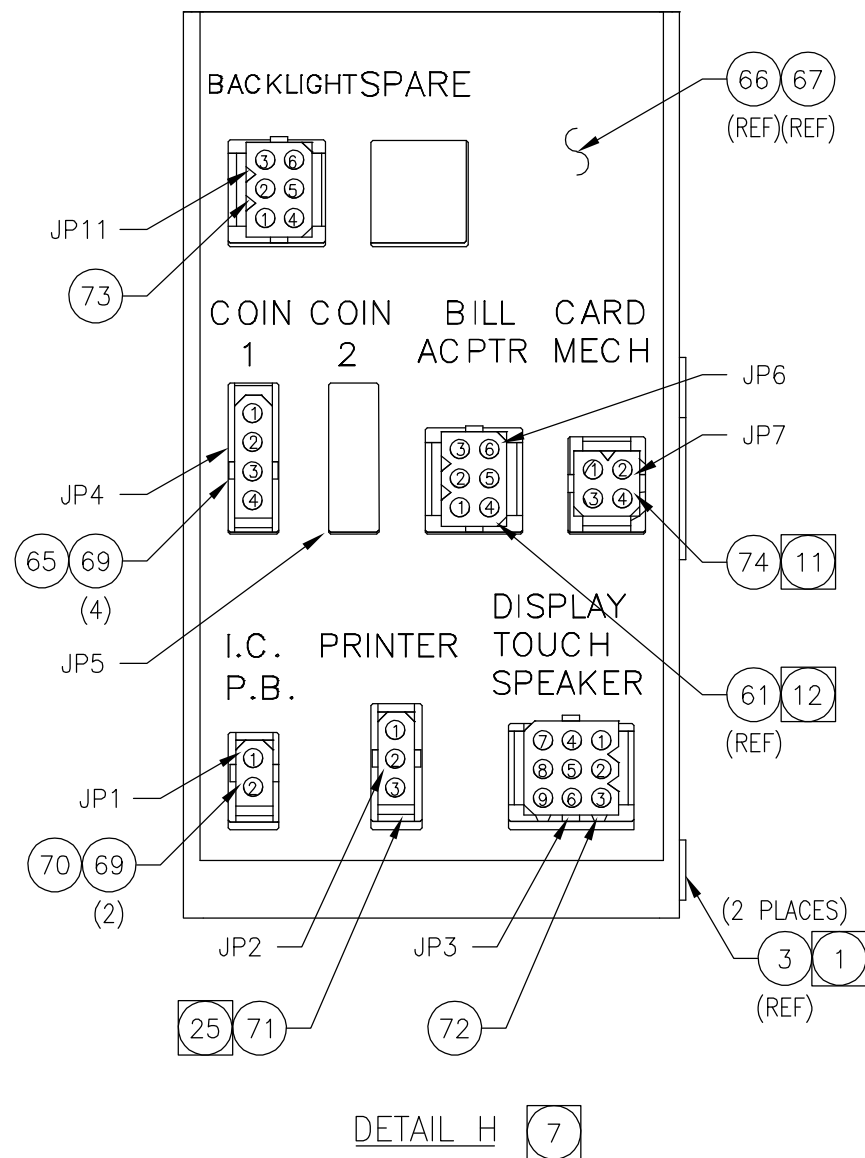 BACKLIGHT SPARE
66 67
(REF)(REF)
3 6
2 5
1 4
JP11
73
COIN 1
COIN 2
BILL ACPTR
CARD MECH
JP6
JP7
1
2
3
4
3 6
2 5
1 4
1 2
3 4
JP4
65 69
(4)
74 11
JP5
I.C. P.B.
PRINTER
DISPLAY
TOUCH
SPEAKER
61 12
(REF)
1
2
1
2
3
7 4 1
8 5 2
9 6 3
JP1
70 69
(2)
JP2
JP3
(2 PLACES)
3 1
(REF)
25 71
72
DETAIL H 7